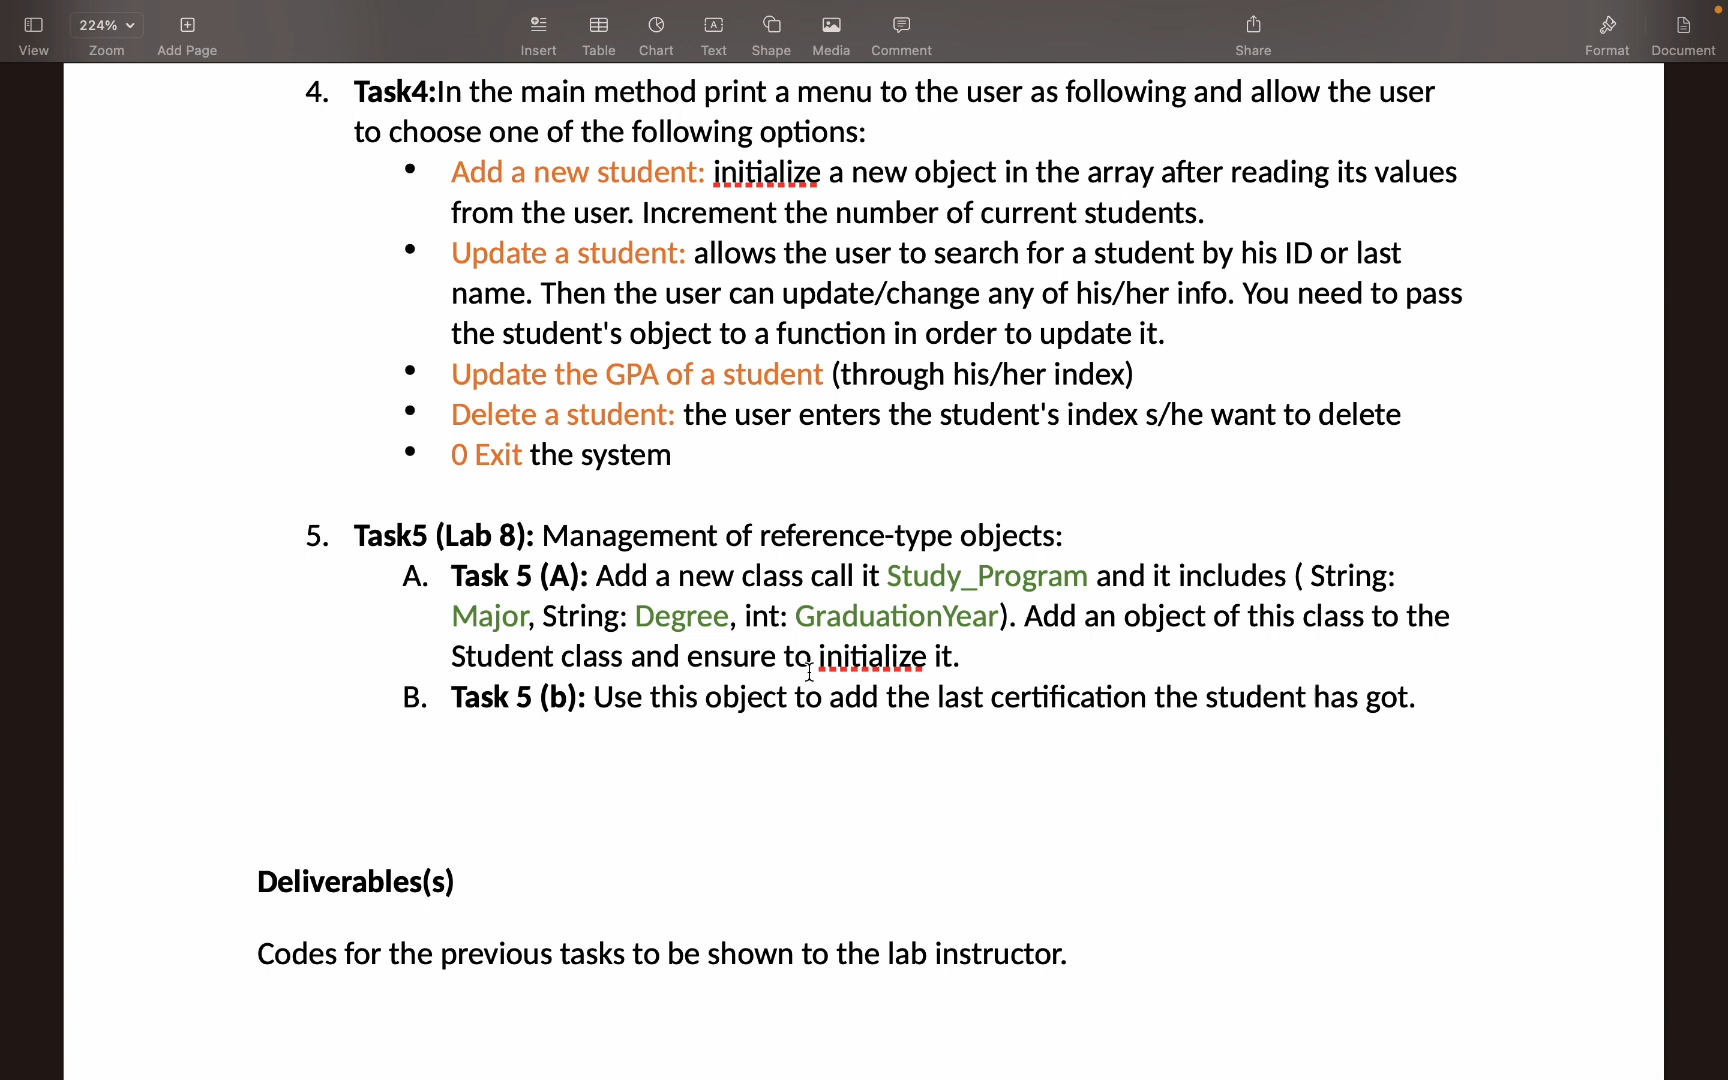 224%
View
Zoom
Add Page
Insert
Table
Chart
Text
Shape
Media
Comment
Share
Format
Document
4. Task4:In the main method print a menu to the user as following and allow the user
to choose one of the following options:
• Add a new student: initialize a new object in the array after reading its values
from the user. Increment the number of current students.
• Update a student: allows the user to search for a student by his ID or last
name. Then the user can update/change any of his/her info. You need to pass
the student's object to a function in order to update it.
• Update the GPA of a student (through his/her index)
• Delete a student: the user enters the student's index s/he want to delete
• 0 Exit the system
5. Task5 (Lab 8): Management of reference-type objects:
A. Task 5 (A): Add a new class call it Study_Program and it includes ( String:
Major, String: Degree, int: GraduationYear). Add an object of this class to the
Student class and ensure to initialize it.
B. Task 5 (b): Use this object to add the last certification the student has got.
Deliverables(s)
Codes for the previous tasks to be shown to the lab instructor.